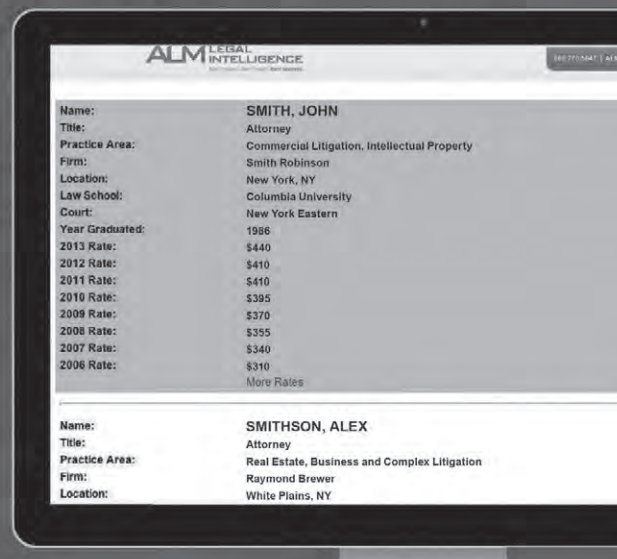 ALM LEGAL INTELLIGENCE
Name: SMITH, JOHN
Title: Attorney
Practice Area: Commercial Litigation, Intellectual Property
Firm: Smith Robinson
Location: New York, NY
Law School: Columbia University
Court: New York Eastern
Year Graduated: 1986
2013 Rate: $440
2012 Rate: $410
2011 Rate: $410
2010 Rate: $395
2009 Rate: $370
2008 Rate: $355
2007 Rate: $340
2006 Rate: $310
More Rates
Name: SMITHSON, ALEX
Title: Attorney
Practice Area: Real Estate, Business and Complex Litigation
Firm: Raymond Brewer
Location: White Plains, NY